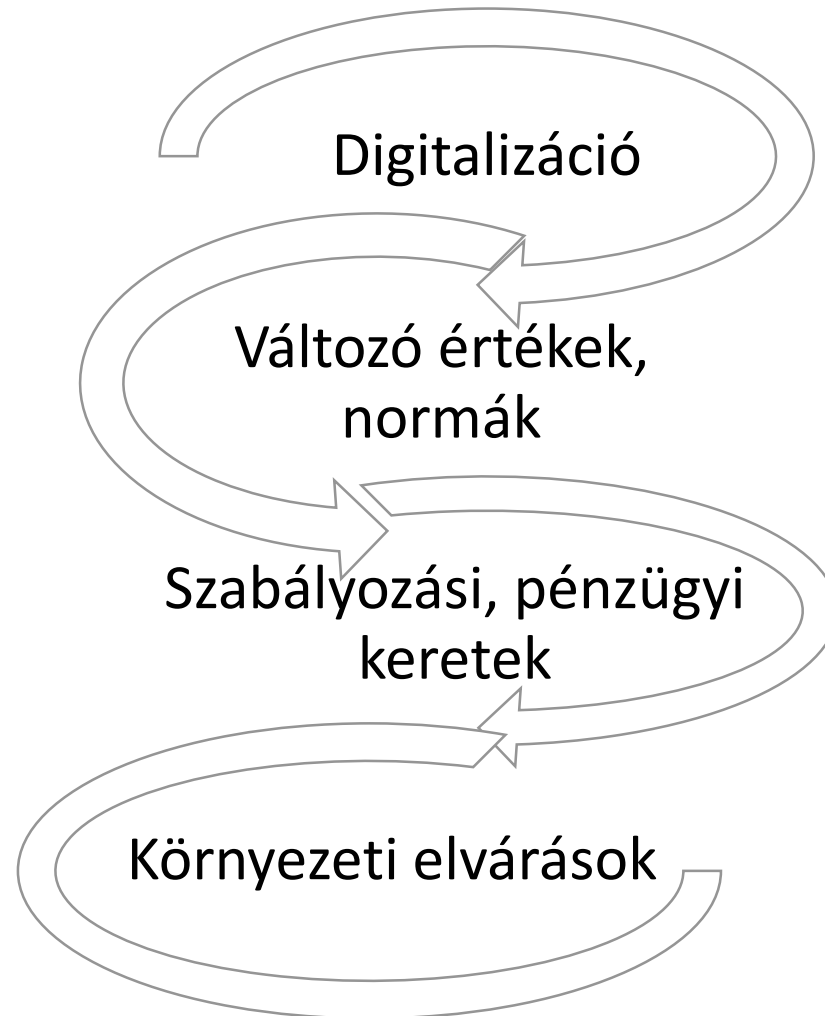 Digitalizáció
Változó értékek,
normák
Szabályozási, pénzügyi
keretek
Környezeti elvárások